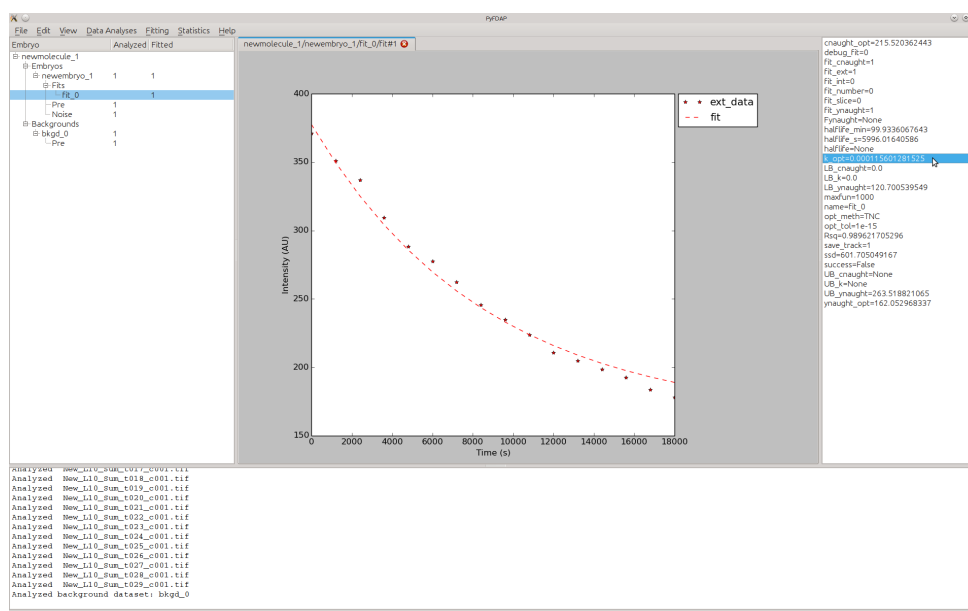 PyFDAP
File Edit View Data Analyses Fitting Statistics Help
Embryo Analyzed Fitted
newmolecule_1
Embryos
newembryo_1 1 1
Fits
fit_0 1
Pre 1
Noise 1
Backgrounds
bkgd_0 1
Pre 1
newmolecule_1/newembryo_1/fit_0/fit#1
400
350
300
250
200
150
Intensity (AU)
0 2000 4000 6000 8000 10000 12000 14000 16000 18000
Time (s)
ext_data
fit
cnaught_opt=215.520362443
debug_fit=0
fit_cnaught=1
fit_ext=1
fit_int=0
fit_number=0
fit_slice=0
fit_ynaught=1
Fynaught=None
halflife_min=99.9336067643
halflife_s=5996.01640586
halflife=None
k_opt=0.000115601281525
LB_cnaught=0.0
LB_k=0.0
LB_ynaught=120.700539549
maxfun=1000
name=fit_0
opt_meth=TNC
opt_tol=1e-15
Rsq=0.989621705296
save_track=1
ssd=601.705049167
success=False
UB_cnaught=None
UB_k=None
UB_ynaught=263.518821065
ynaught_opt=162.052968337
Analyzed New_L10_Sum_t017_c001.tif
Analyzed New_L10_Sum_t018_c001.tif
Analyzed New_L10_Sum_t019_c001.tif
Analyzed New_L10_Sum_t020_c001.tif
Analyzed New_L10_Sum_t021_c001.tif
Analyzed New_L10_Sum_t022_c001.tif
Analyzed New_L10_Sum_t023_c001.tif
Analyzed New_L10_Sum_t024_c001.tif
Analyzed New_L10_Sum_t025_c001.tif
Analyzed New_L10_Sum_t026_c001.tif
Analyzed New_L10_Sum_t027_c001.tif
Analyzed New_L10_Sum_t028_c001.tif
Analyzed New_L10_Sum_t029_c001.tif
Analyzed background dataset: bkgd_0